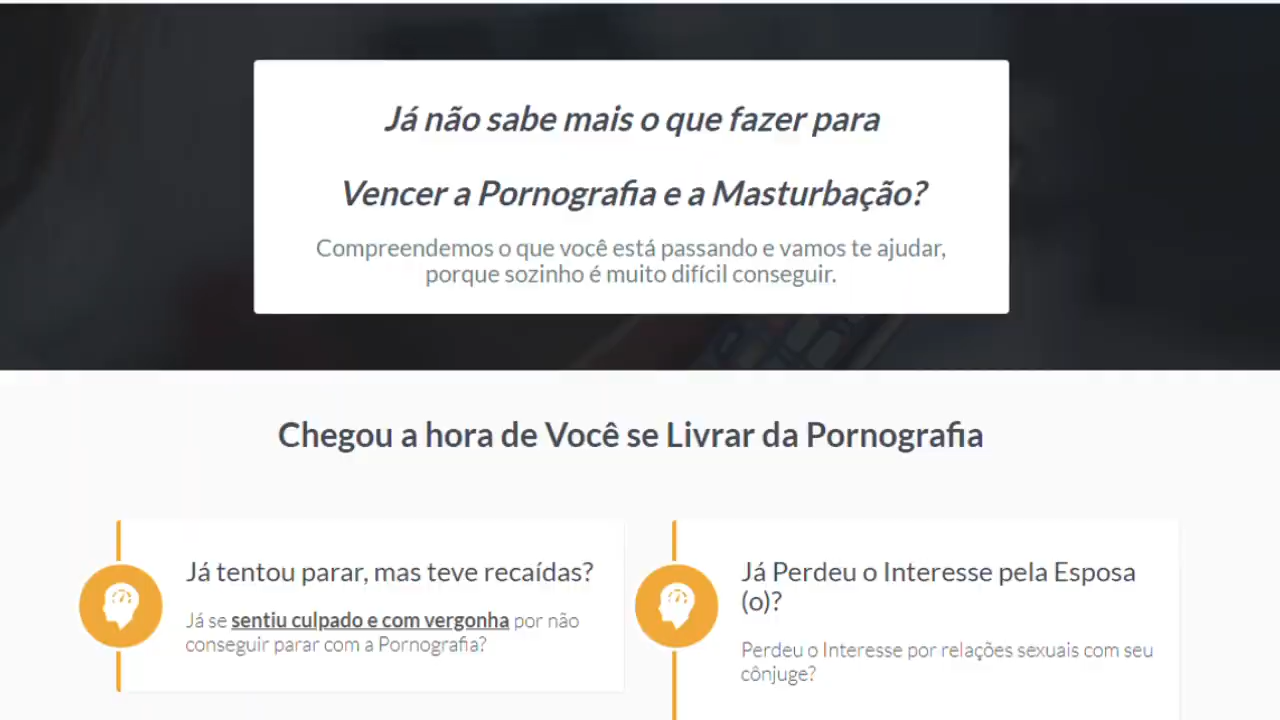 Já não sabe mais o que fazer para
Vencer a Pornografia e a Masturbação?
Compreendemos o que você está passando e vamos te ajudar,
porque sozinho é muito difícil conseguir.
Chegou a hora de Você se Livrar da Pornografia
Já tentou parar, mas teve recaídas?
Já se sentiu culpado e com vergonha por não
conseguir parar com a Pornografia?
Já Perdeu o Interesse pela Esposa
(o)?
Perdeu o Interesse por relações sexuais com seu
cônjuge?